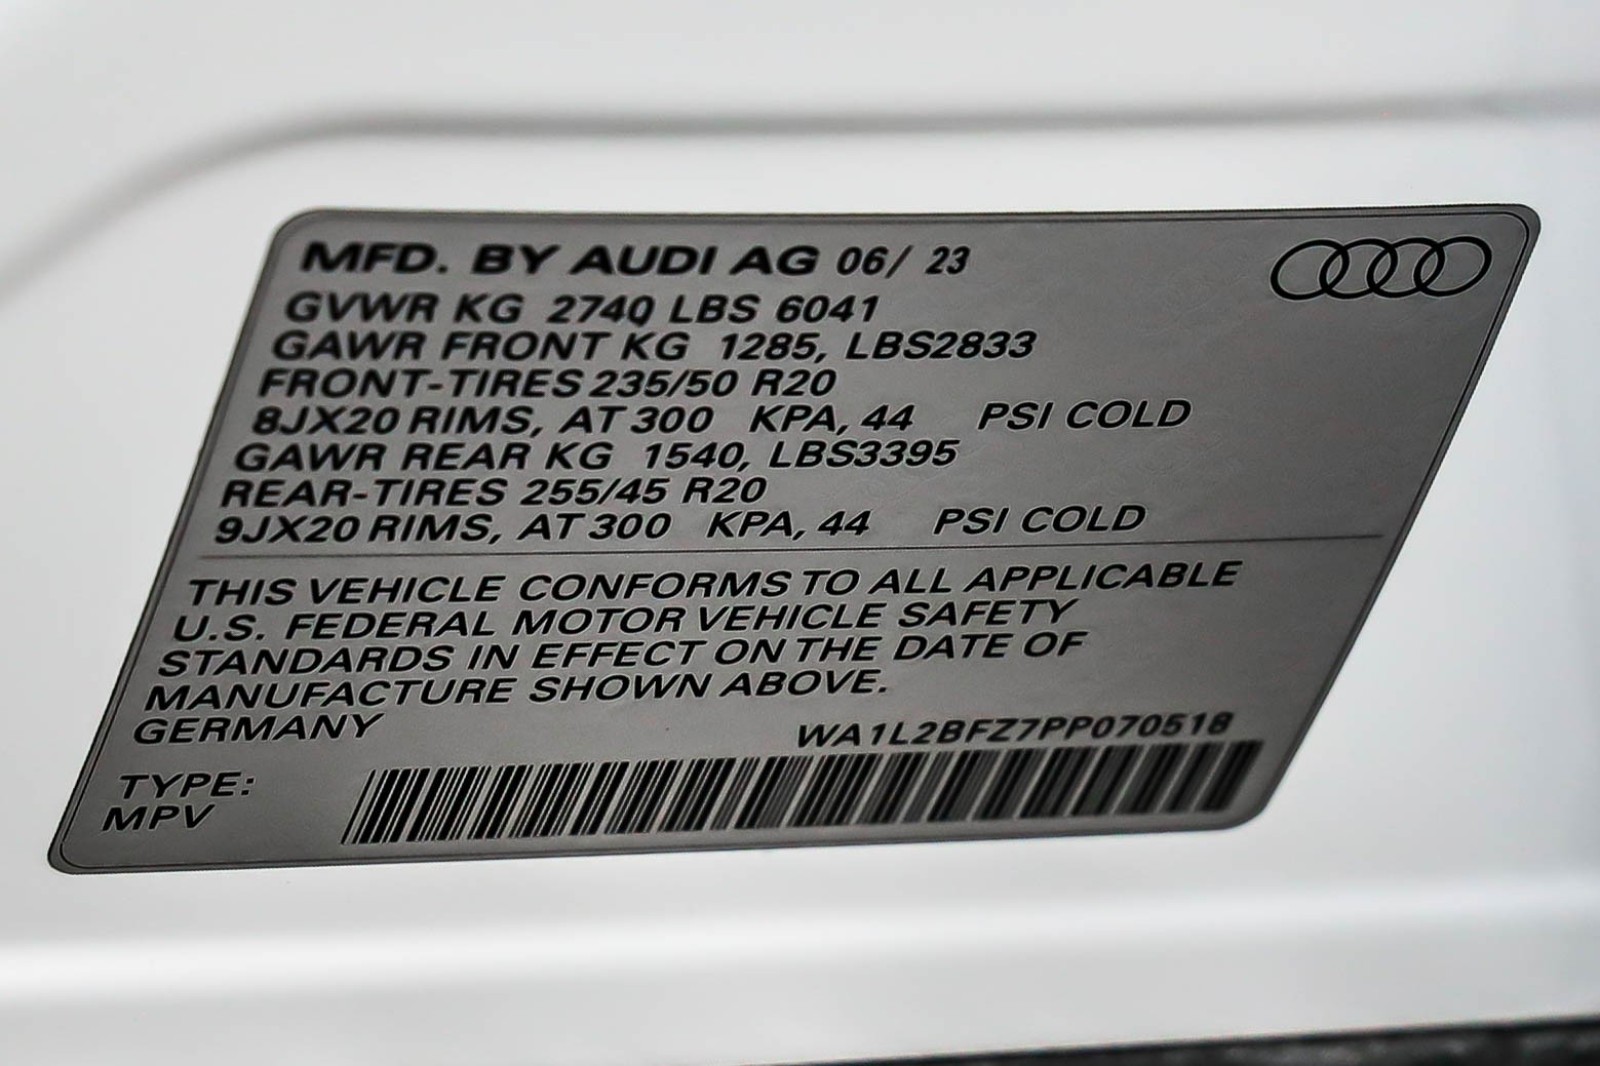 MFD. BY AUDI AG 06/ 23
GVWR KG 2740 LBS 6041
GAWR FRONT KG 1285, LBS2833
FRONT-TIRES 235/50 R20
8JX20 RIMS, AT 300 KPA, 44 PSI COLD
GAWR REAR KG 1540, LBS3395
REAR-TIRES 255/45 R20
9JX20 RIMS, AT 300 KPA, 44 PSI COLD
THIS VEHICLE CONFORMS TO ALL APPLICABLE
U.S. FEDERAL MOTOR VEHICLE SAFETY
STANDARDS IN EFFECT ON THE DATE OF
MANUFACTURE SHOWN ABOVE.
GERMANY
WA1L2BFZ7PP070518
TYPE:
MPV